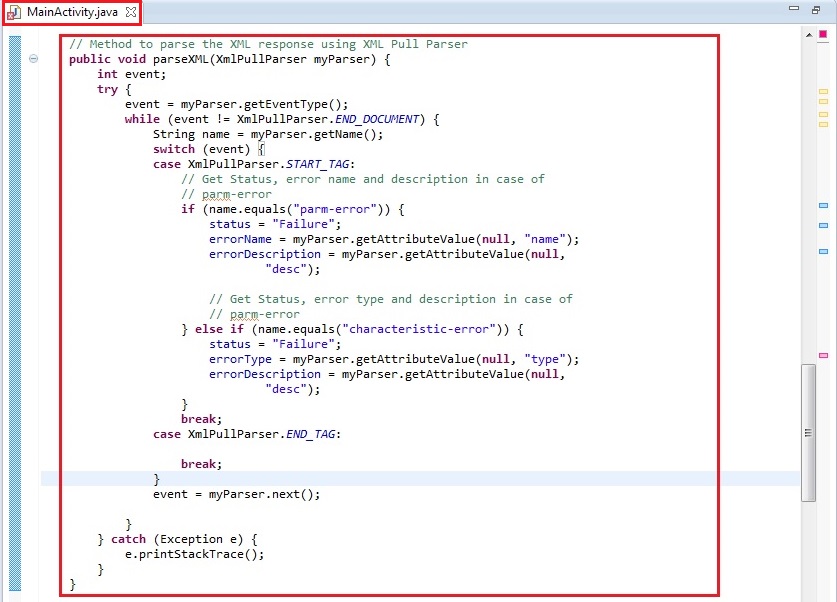 MainActivity.java
// Method to parse the XML response using XML Pull Parser
public void parseXML(XmlPullParser myParser) {
int event;
try {
event = myParser.getEventType();
while (event != XmlPullParser.END_DOCUMENT) {
String name = myParser.getName();
switch (event) {
case XmlPullParser.START_TAG:
// Get Status, error name and description in case of
// parm-error
if (name.equals("parm-error")) {
status = "Failure";
errorName = myParser.getAttributeValue(null, "name");
errorDescription = myParser.getAttributeValue(null,
"desc");
// Get Status, error type and description in case of
// parm-error
} else if (name.equals("characteristic-error")) {
status = "Failure";
errorType = myParser.getAttributeValue(null, "type");
errorDescription = myParser.getAttributeValue(null,
"desc");
}
break;
case XmlPullParser.END_TAG:
break;
}
event = myParser.next();
}
} catch (Exception e) {
e.printStackTrace();
}
}